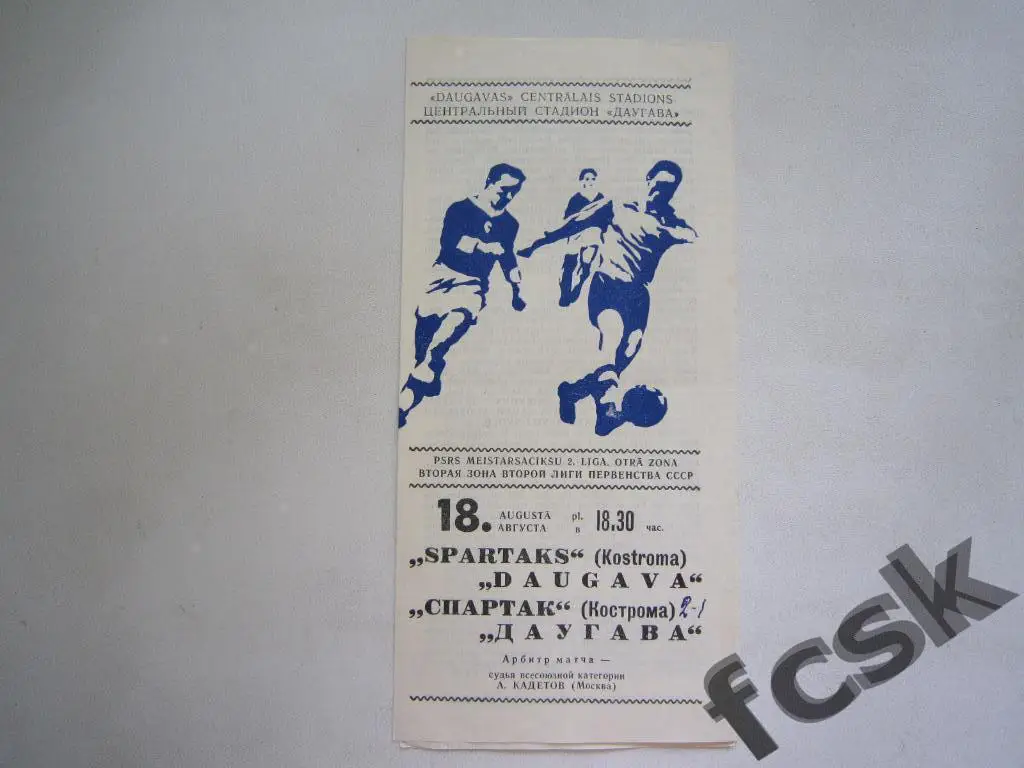 «DAUGAVAS» CENTRĀLAIS STADIONS
ЦЕНТРАЛЬНЫЙ СТАДИОН «ДАУГАВА»
PSRS MEISTARSACĪKSU 2. LIGA. OTRĀ ZONA
ВТОРАЯ ЗОНА ВТОРОЙ ЛИГИ ПЕРВЕНСТВА СССР
18. AUGUSTĀ pl. 18.30
АВГУСТА в час.
„SPARTAKS“ (Kostroma)
„DAUGAVA“
„СПАРТАК“ (Кострома) 2-1
„ДАУГАВА“
Арбитр матча —
судья всесоюзной категории
А. КАДЕТОВ (Москва)
fcsk